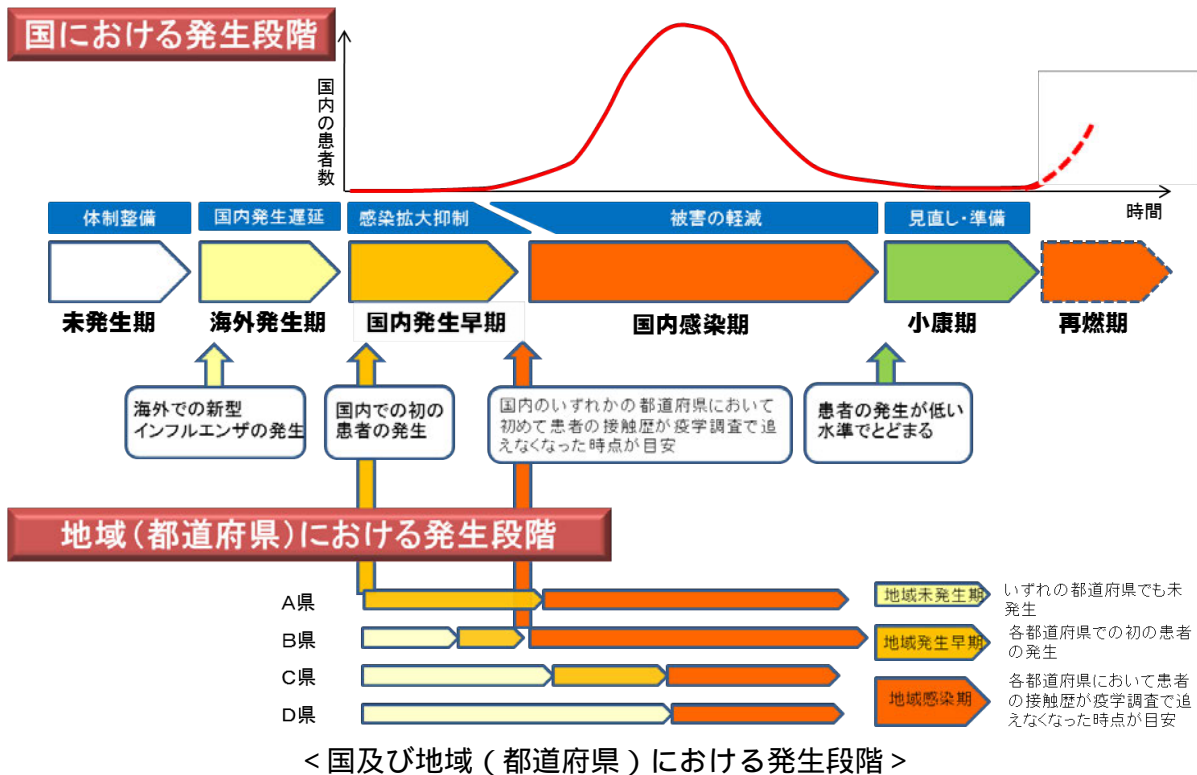 国における発生段階
国内の患者数
時間
体制整備
国内発生遅延
感染拡大抑制
被害の軽減
見直し・準備
未発生期
海外発生期
国内発生早期
国内感染期
小康期
再燃期
海外での新型
インフルエンザの発生
国内での初の
患者の発生
国内のいずれかの都道府県において
初めて患者の接触歴が疫学調査で追
えなくなった時点が目安
患者の発生が低い
水準でとどまる
地域(都道府県)における発生段階
A県
B県
C県
D県
地域未発生期
いずれの都道府県でも未
発生
地域発生早期
各都道府県での初の患者
の発生
地域感染期
各都道府県において患者
の接触歴が疫学調査で追
えなくなった時点が目安
<国及び地域(都道府県)における発生段階>